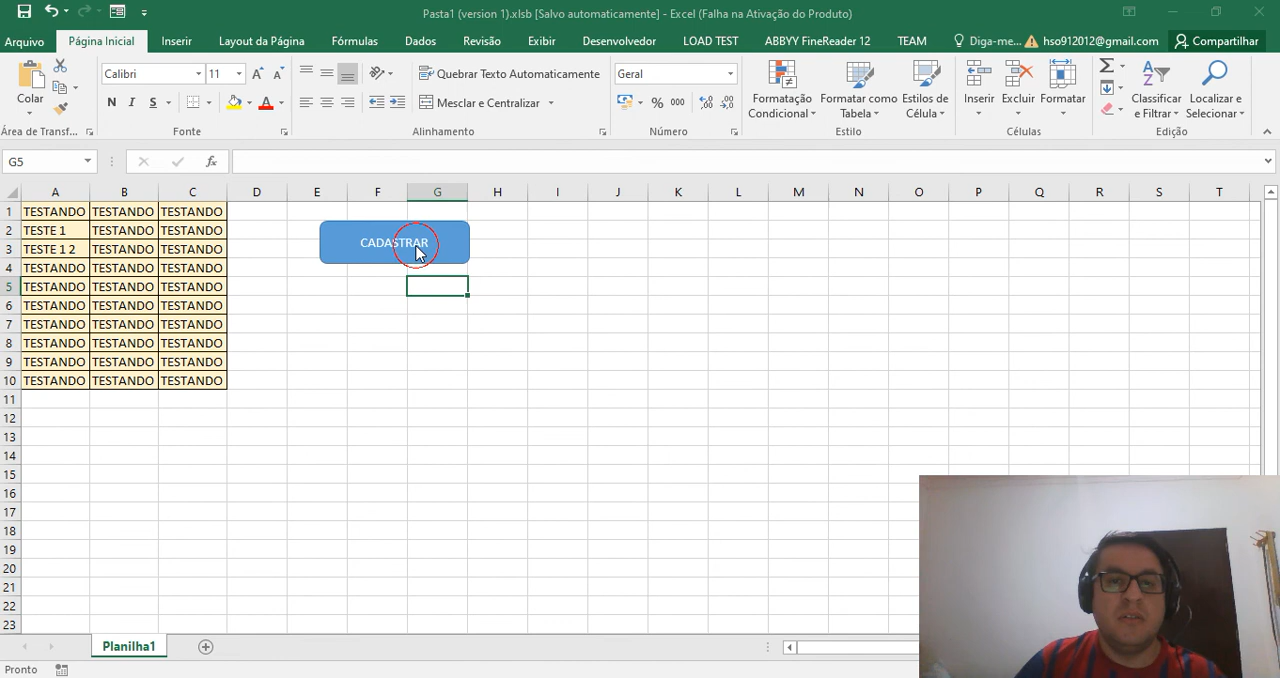 Pasta1 (version 1).xlsb [Salvo automaticamente] - Excel (Falha na Ativação do Produto)
Arquivo Página Inicial Inserir Layout da Página Fórmulas Dados Revisão Exibir Desenvolvedor LOAD TEST ABBYY FineReader 12 TEAM Diga-me... hso912012@gmail.com Compartilhar
Calibri 11 Quebrar Texto Automaticamente Geral
Colar N I S Mesclar e Centralizar % 000 Formatação Condicional Formatar como Tabela Estilos de Célula Inserir Excluir Formatar Classificar e Filtrar Localizar e Selecionar
Área de Transf... Fonte Alinhamento Número Estilo Células Edição
G5 fx
A B C D E F G H I J K L M N O P Q R S T
1 TESTANDO TESTANDO TESTANDO
2 TESTE 1 TESTANDO TESTANDO
CADASTRAR
3 TESTE 1 2 TESTANDO TESTANDO
4 TESTANDO TESTANDO TESTANDO
5 TESTANDO TESTANDO TESTANDO
6 TESTANDO TESTANDO TESTANDO
7 TESTANDO TESTANDO TESTANDO
8 TESTANDO TESTANDO TESTANDO
9 TESTANDO TESTANDO TESTANDO
10 TESTANDO TESTANDO TESTANDO
11
12
13
14
15
16
17
18
19
20
21
22
23
Planilha1
Pronto